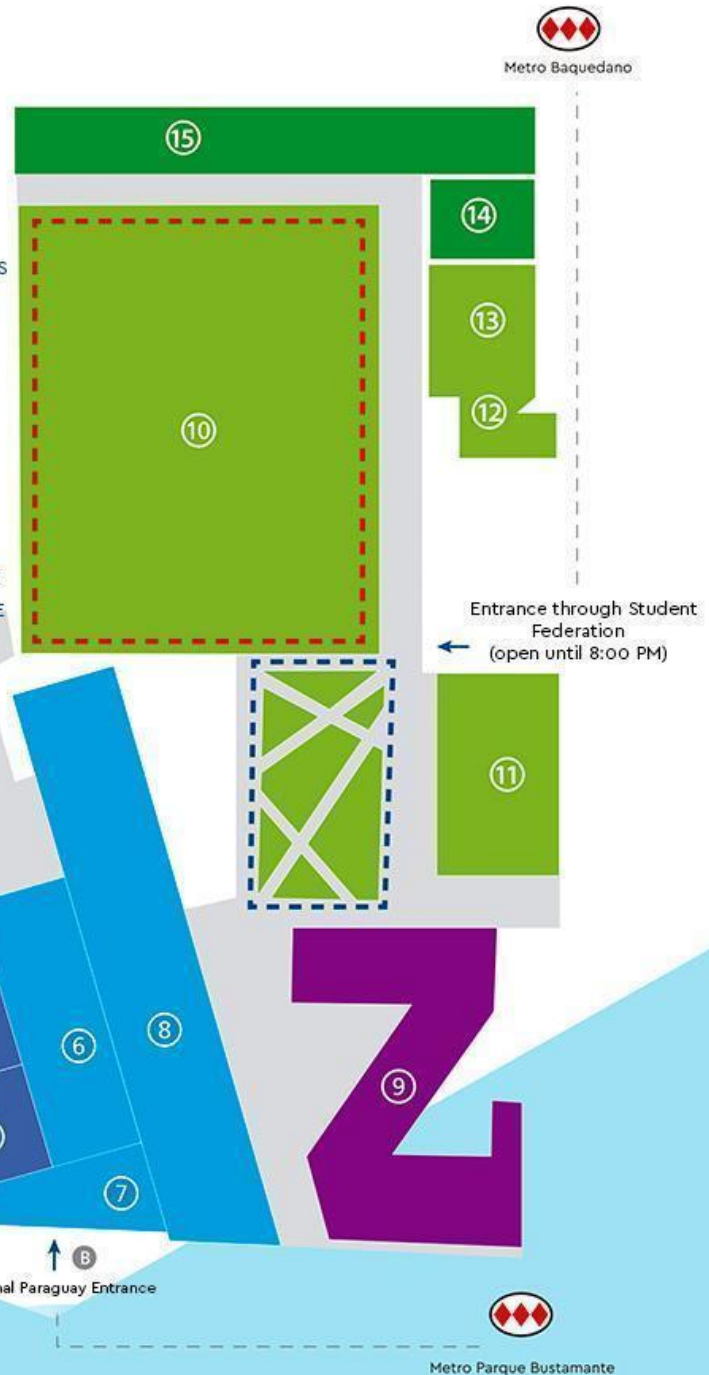 Metro Baquedano
15
14
S
13
12
10
E
Entrance through Student
Federation
(open until 8:00 PM)
11
8
6
9
7
B
Paraguay Entrance
Metro Parque Bustamante